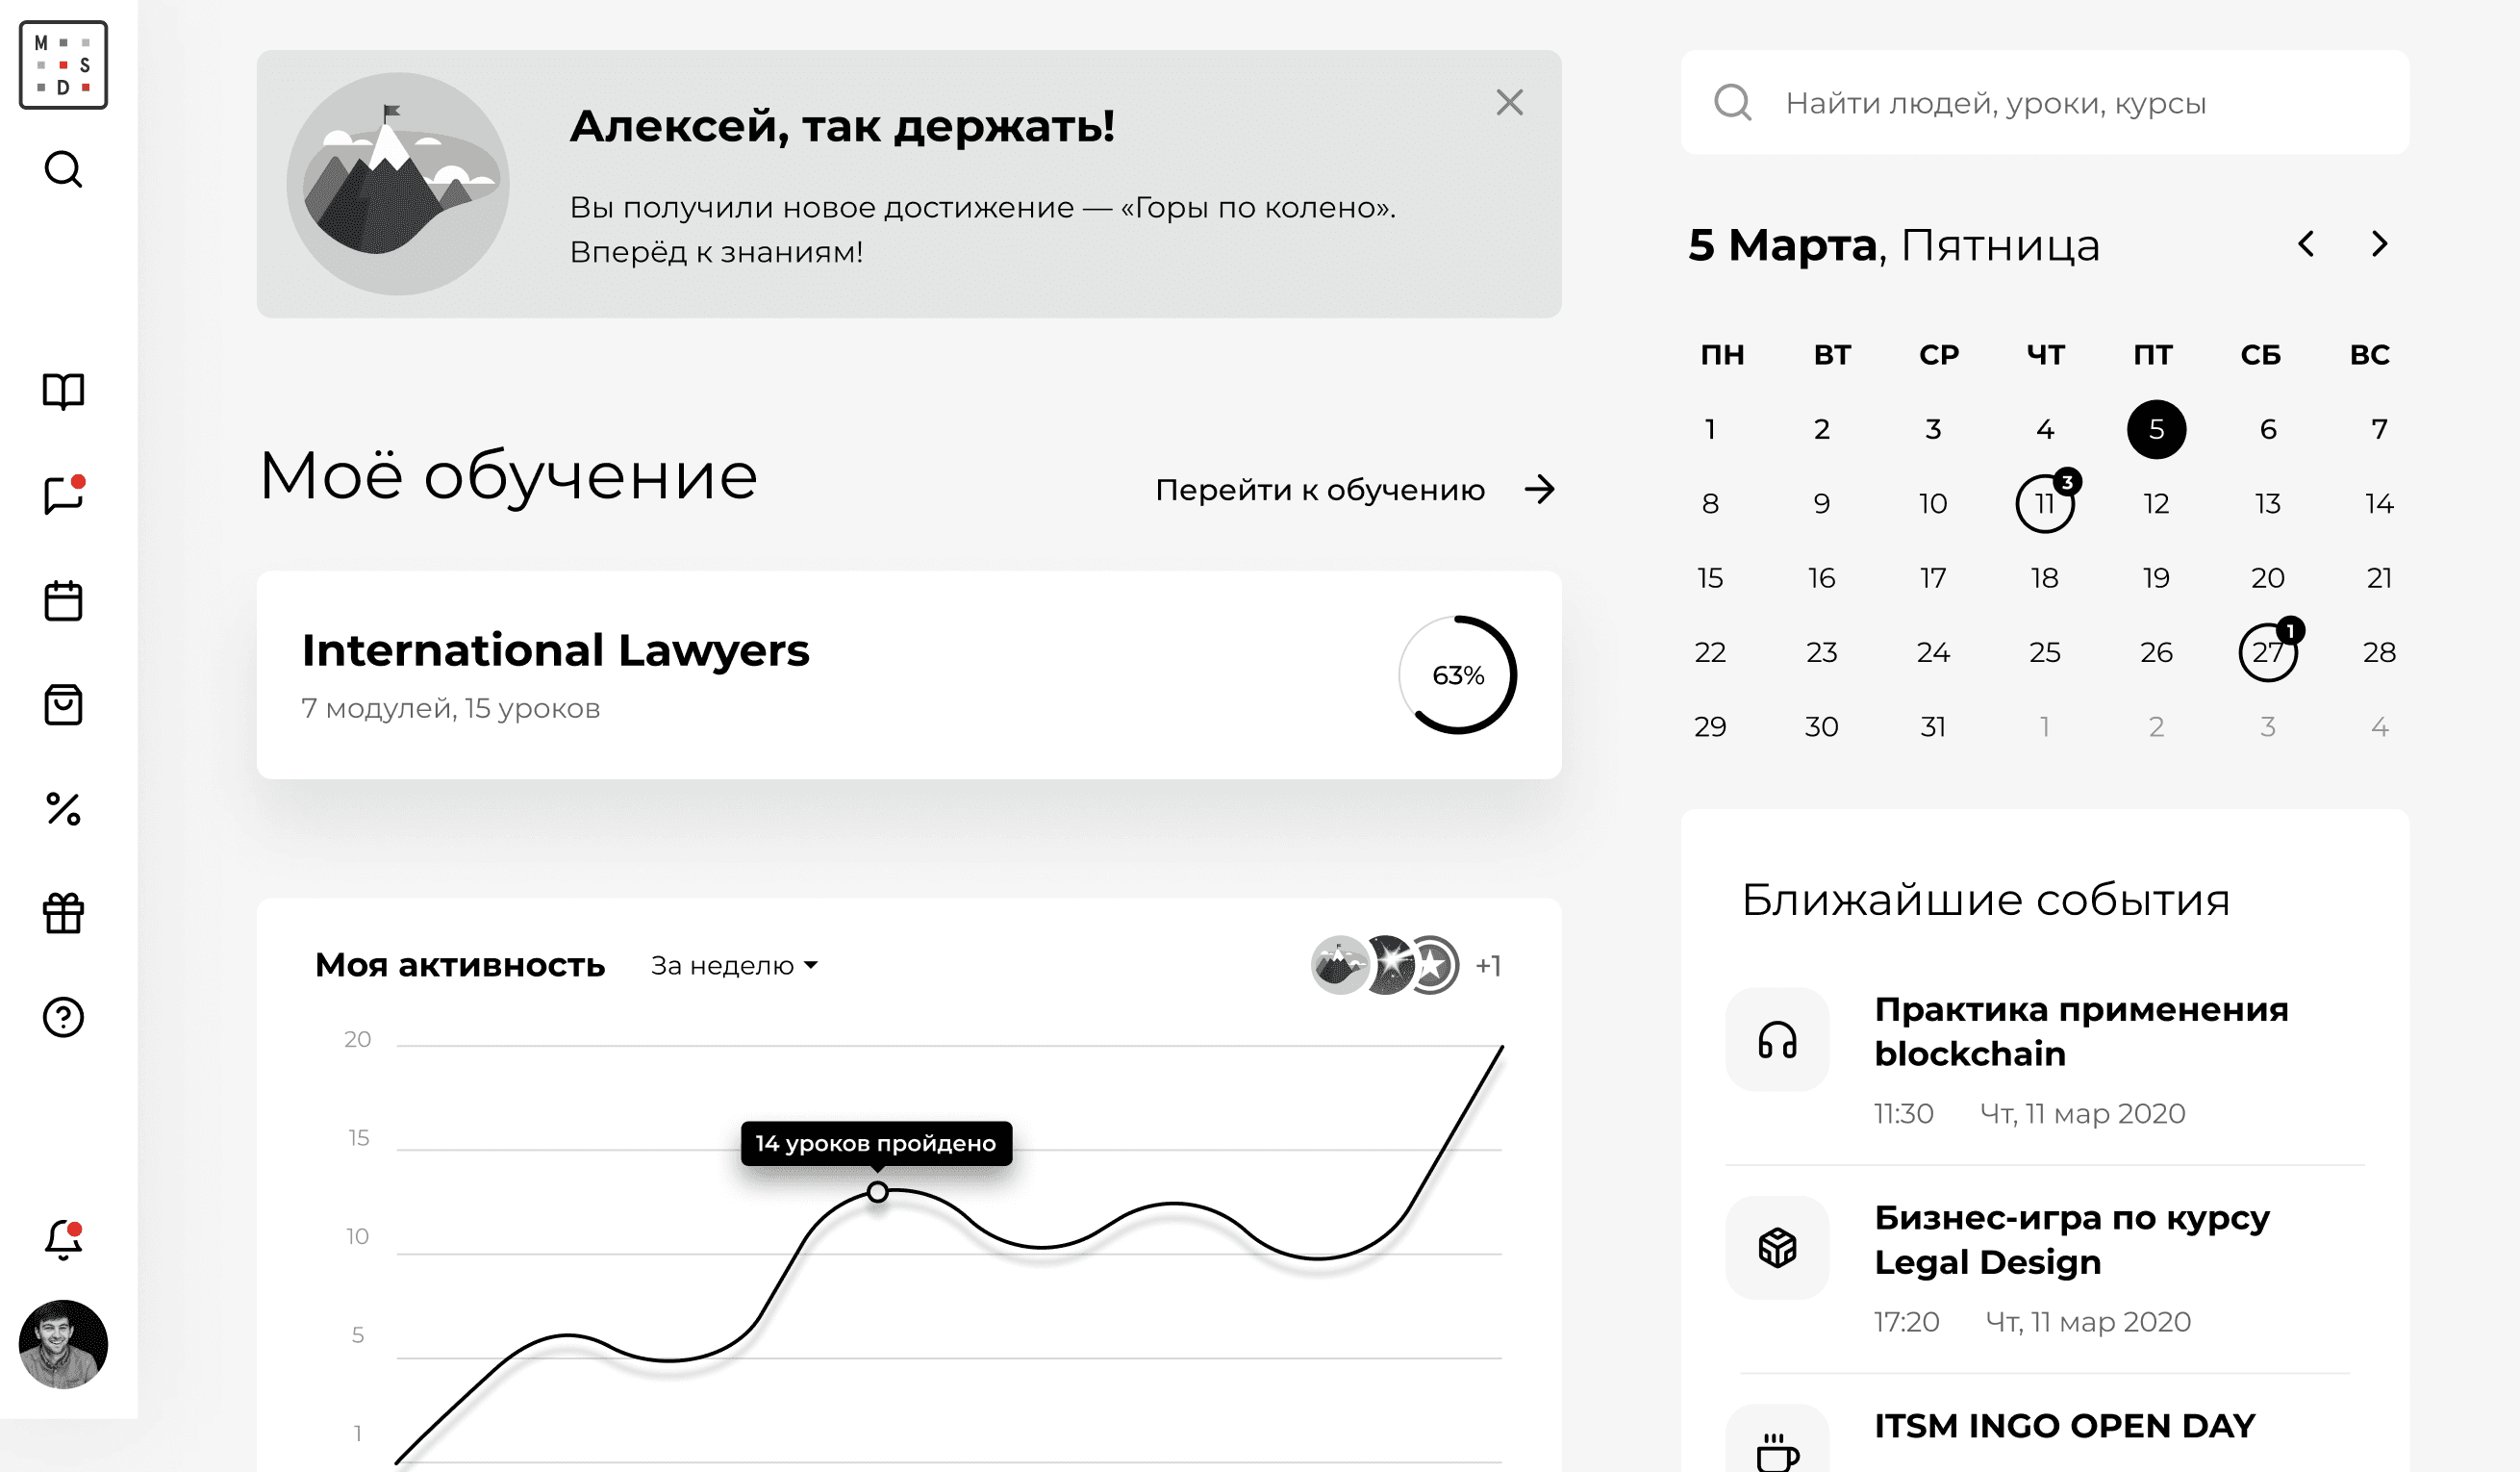 M
S
D
Алексей, так держать!
Вы получили новое достижение — «Горы по колено».
Вперёд к знаниям!
Моё обучение
Перейти к обучению
International Lawyers
7 модулей, 15 уроков
63%
Моя активность
За неделю
+1
20
15
14 уроков пройдено
10
5
1
Найти людей, уроки, курсы
5 Марта, Пятница
ПН ВТ СР ЧТ ПТ СБ ВС
1 2 3 4 5 6 7
8 9 10 11 3 12 13 14
15 16 17 18 19 20 21
22 23 24 25 26 27 1 28
29 30 31 1 2 3 4
Ближайшие события
Практика применения
blockchain
11:30 Чт, 11 мар 2020
Бизнес-игра по курсу
Legal Design
17:20 Чт, 11 мар 2020
ITSM INGO OPEN DAY